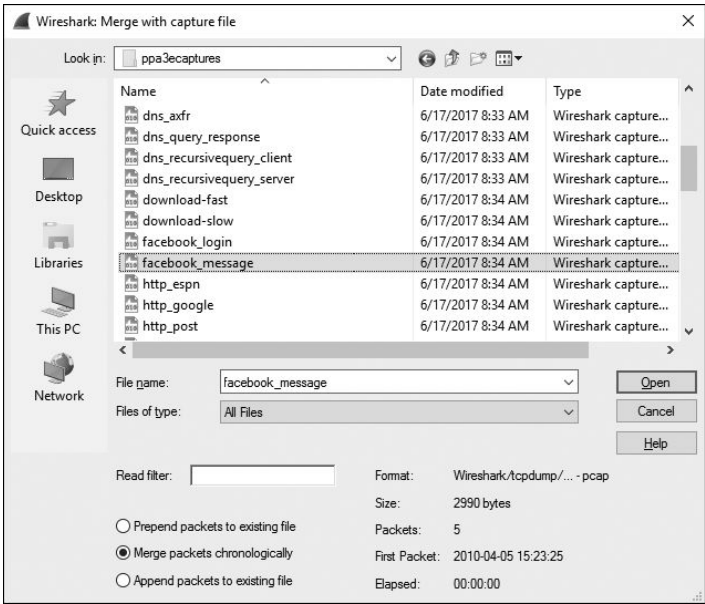 Wireshark: Merge with capture file
Look in: ppa3ecaptures
Name Date modified Type
dns_axfr 6/17/2017 8:33 AM Wireshark capture...
dns_query_response 6/17/2017 8:33 AM Wireshark capture...
dns_recursivequery_client 6/17/2017 8:33 AM Wireshark capture...
dns_recursivequery_server 6/17/2017 8:33 AM Wireshark capture...
download-fast 6/17/2017 8:34 AM Wireshark capture...
download-slow 6/17/2017 8:34 AM Wireshark capture...
facebook_login 6/17/2017 8:34 AM Wireshark capture...
facebook_message 6/17/2017 8:34 AM Wireshark capture...
http_espn 6/17/2017 8:34 AM Wireshark capture...
http_google 6/17/2017 8:34 AM Wireshark capture...
http_post 6/17/2017 8:34 AM Wireshark capture...
Quick access
Desktop
Libraries
This PC
Network
File name: facebook_message Open
Files of type: All Files Cancel
Help
Read filter:
Prepend packets to existing file
Merge packets chronologically
Append packets to existing file
Format: Wireshark/tcpdump/... - pcap
Size: 2990 bytes
Packets: 5
First Packet: 2010-04-05 15:23:25
Elapsed: 00:00:00